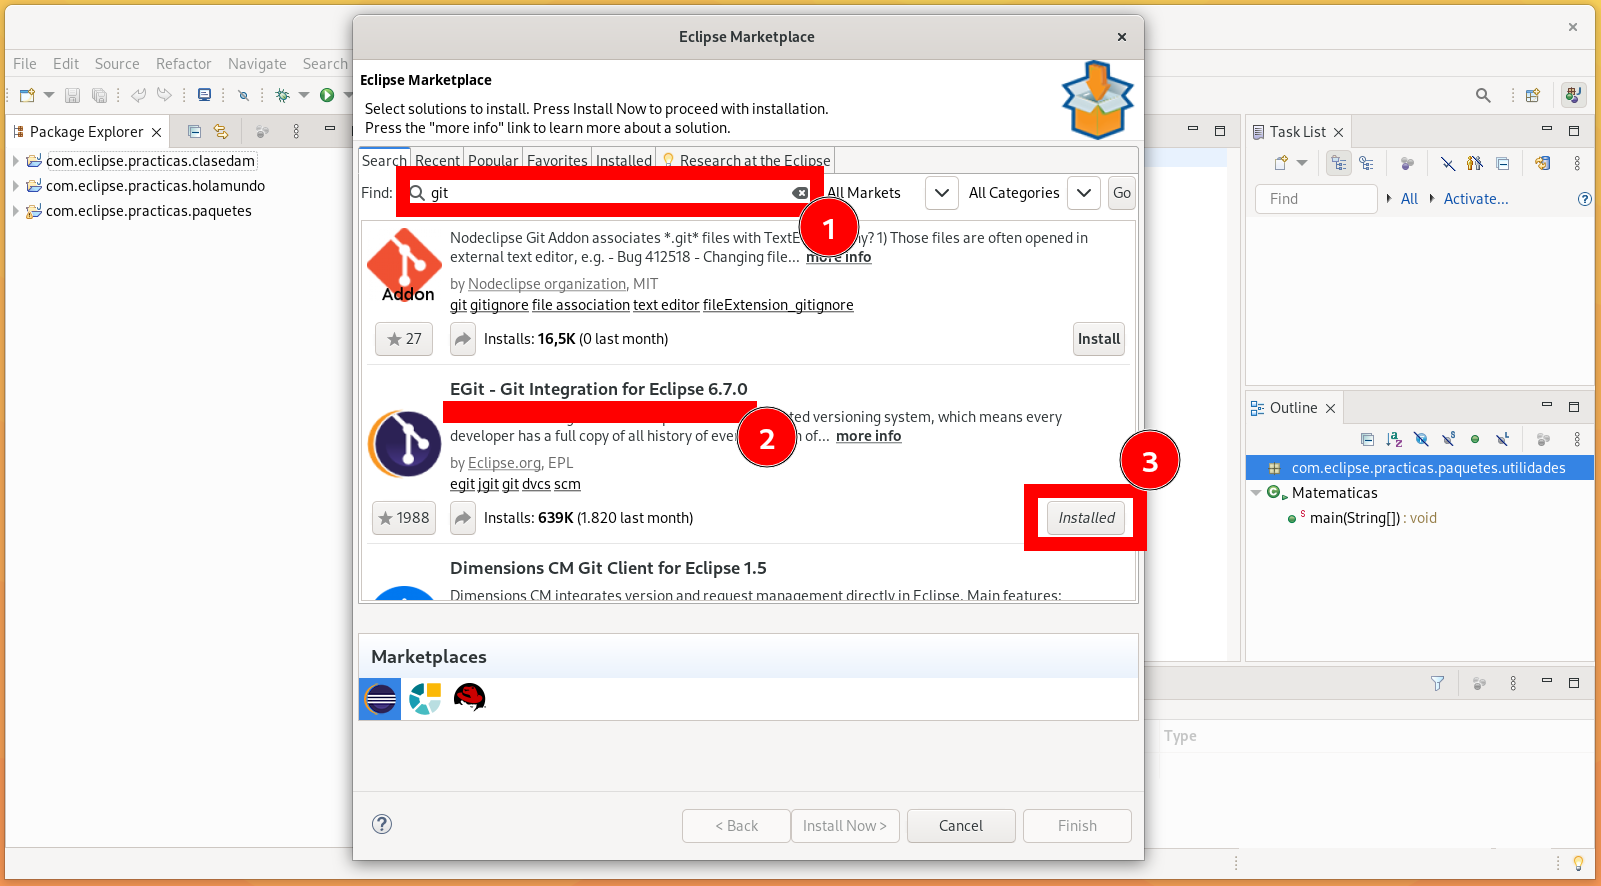 Eclipse Marketplace
File Edit Source Refactor Navigate Search
Package Explorer
com.eclipse.practicas.clasedam
com.eclipse.practicas.holamundo
com.eclipse.practicas.paquetes
Eclipse Marketplace
Select solutions to install. Press Install Now to proceed with installation.
Press the "more info" link to learn more about a solution.
Search Recent Popular Favorites Installed Research at the Eclipse
Find: git All Markets All Categories Go
1
Nodeclipse Git Addon associates *.git* files with 1) Those files are often opened in
external text editor, e.g. - Bug 412518 - Changing file... more info
by Nodeclipse organization, MIT
git gitignore file association text editor fileExtension_gitignore
Addon
27
Installs: 16,5K (0 last month)
Install
EGit - Git Integration for Eclipse 6.7.0
versioning system, which means every
developer has a full copy of all history of of... more info
2
by Eclipse.org, EPL
egit jgit git dvcs scm
1988
Installs: 639K (1.820 last month)
3
Installed
Dimensions CM Git Client for Eclipse 1.5
Dimensions CM integrates version and request management directly in Eclipse. Main features:
Marketplaces
? < Back Install Now > Cancel Finish
Task List
Find All Activate...
?
Outline
com.eclipse.practicas.paquetes.utilidades
Matematicas
main(String[]) : void
Type